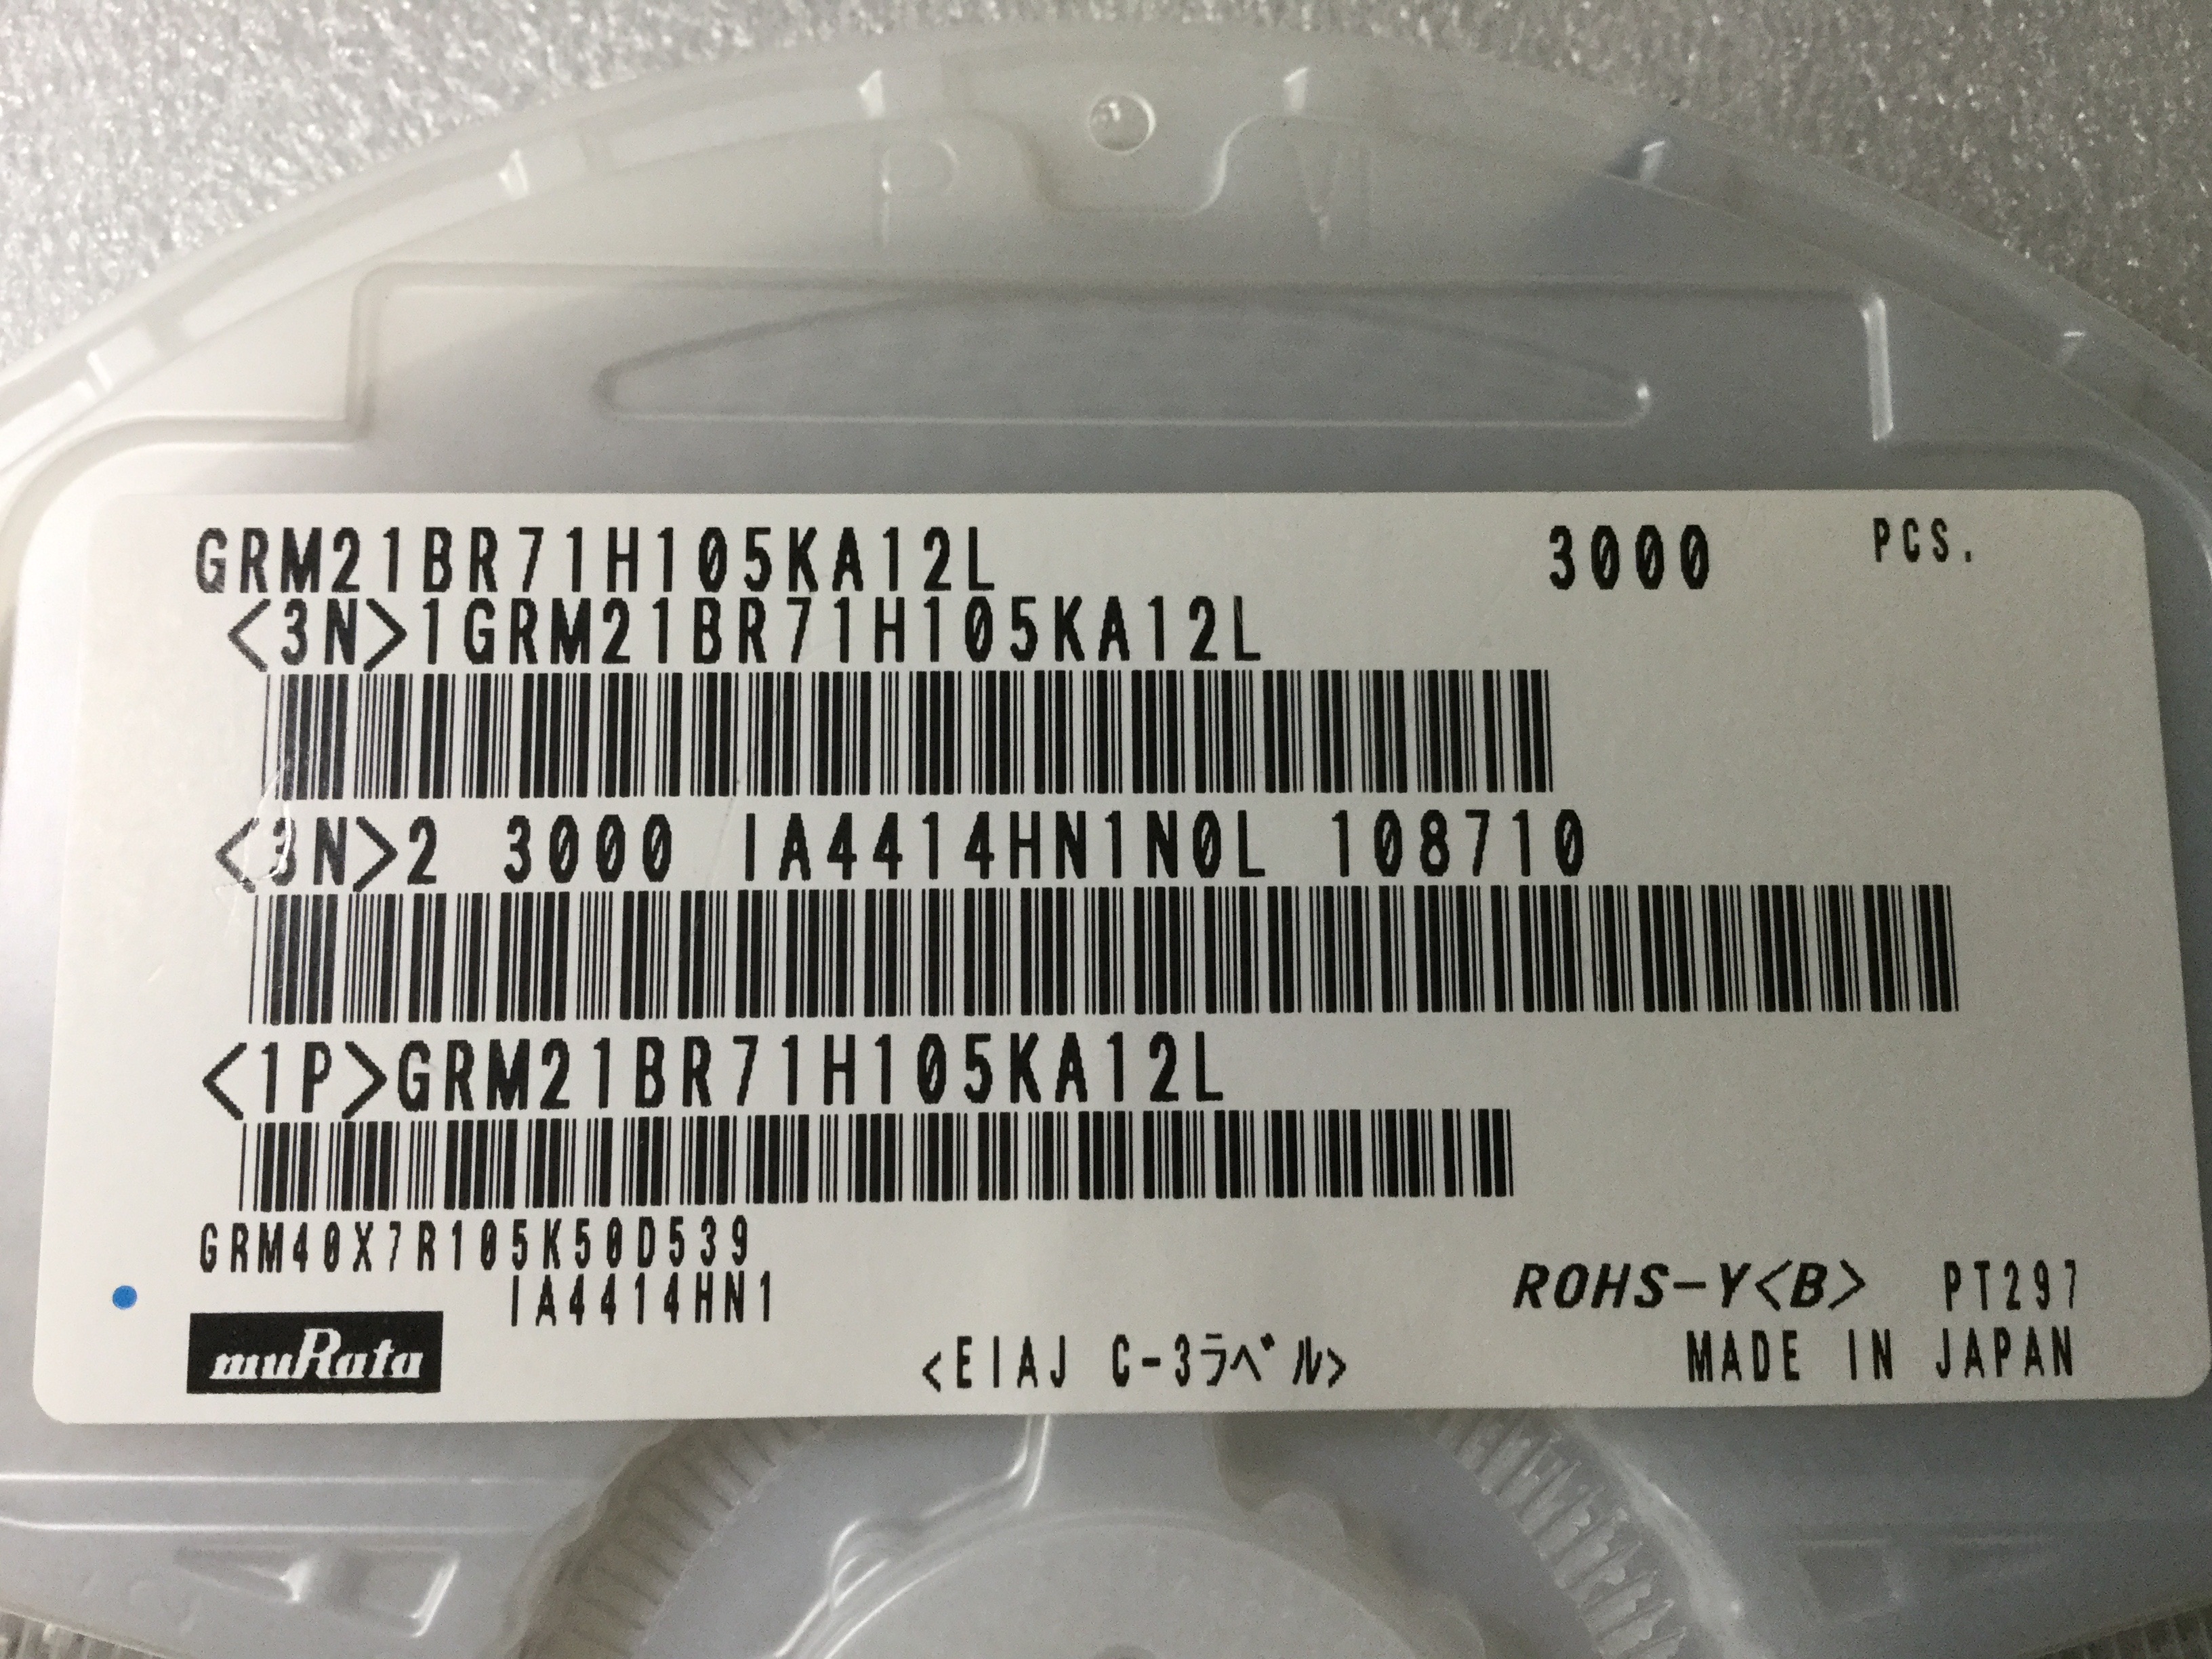 GRM21BR71H105KA12L 3000 PCS.
<3N>1GRM21BR71H105KA12L
<3N>2 3000 IA4414HN1N0L 108710
<1P>GRM21BR71H105KA12L
GRM40X7R105K50D539
IA4414HN1
ROHS-Y<B> PT297
muRata
<EIAJ C-3ラベル>
MADE IN JAPAN